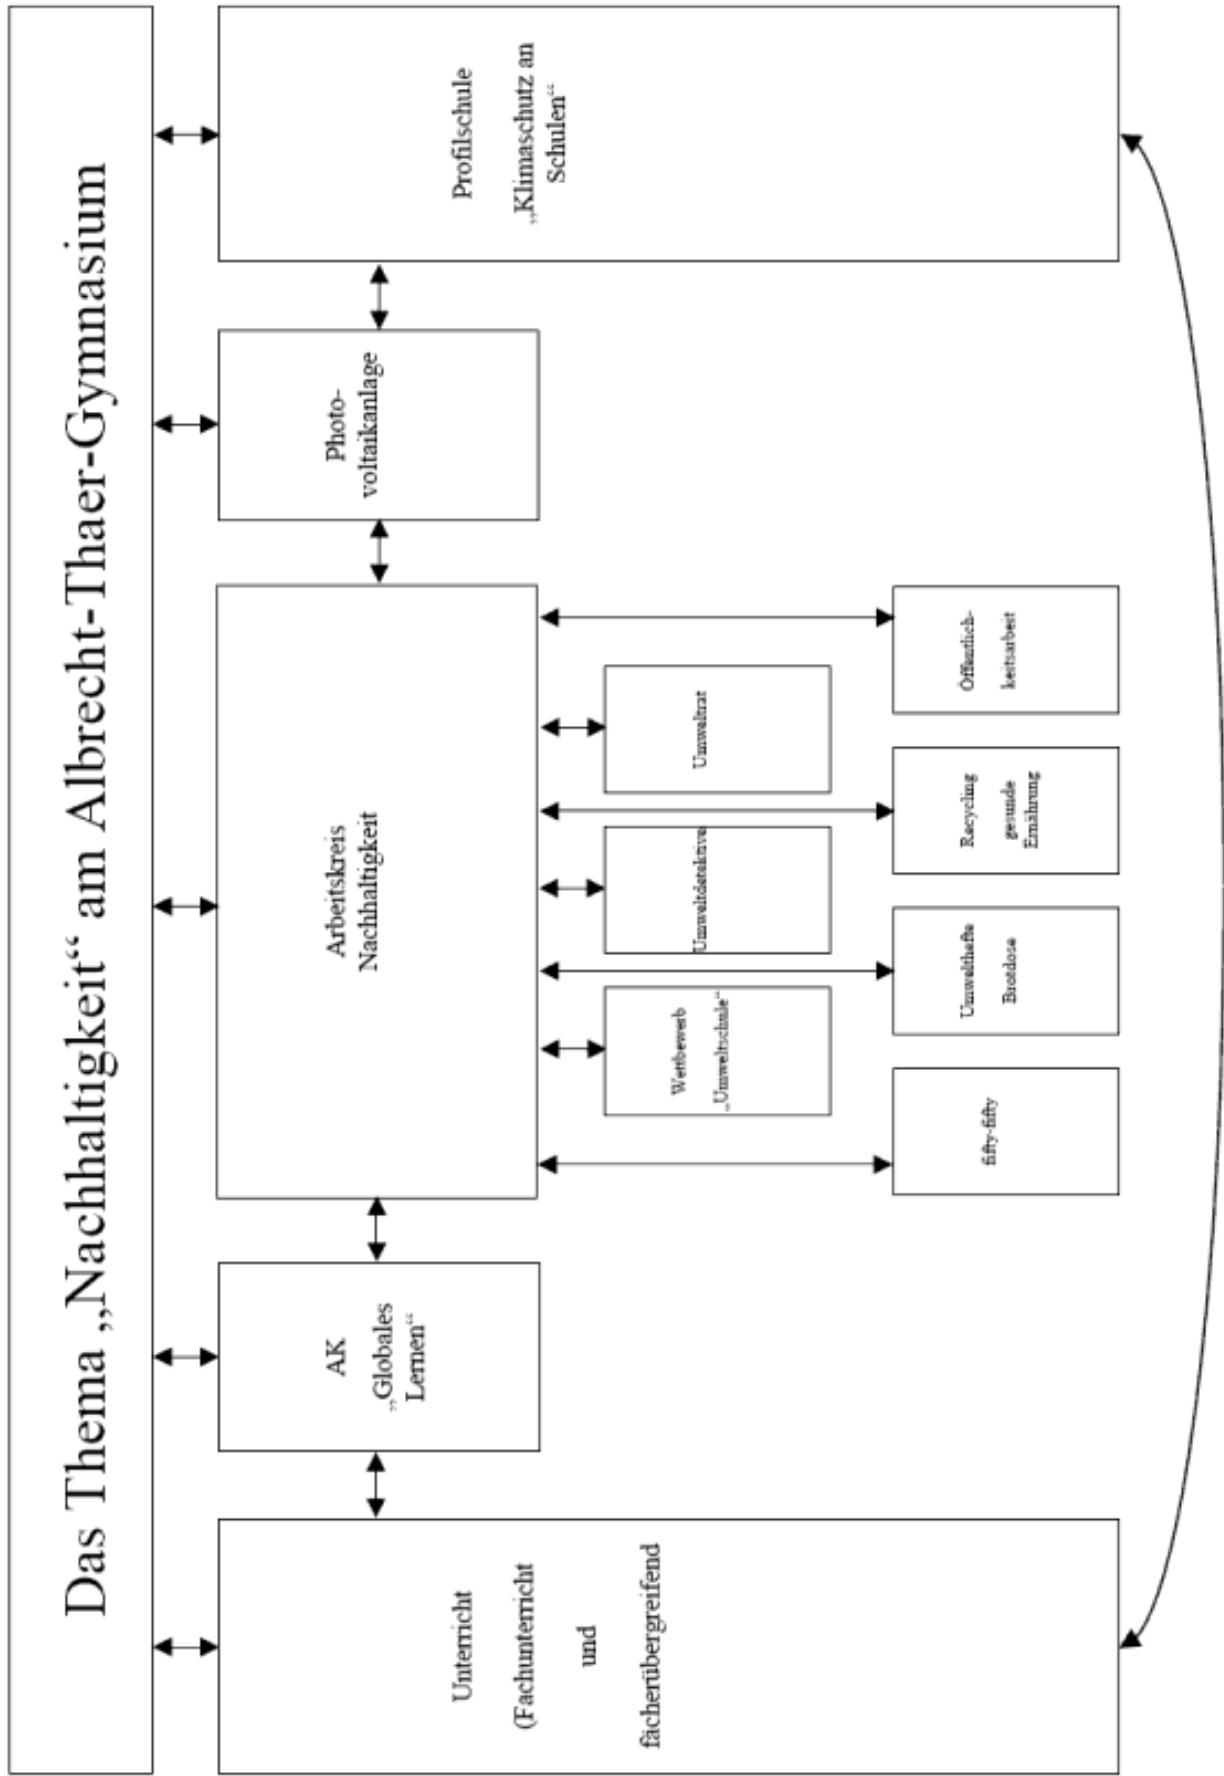 Das Thema „Nachhaltigkeit“ am Albrecht-Thaer-Gymnasium
Unterricht
(Fachunterricht
und
fächerübergreifend
AK
„Globales
Lernen“
Arbeitskreis
Nachhaltigkeit
Photo-
voltaikanlage
Profilschule
„Klimaschutz an
Schulen“
Wettbewerb
„Umweltschule“
Umweltdetektive
Umweltrat
fifty-fifty
Umwelthefte
Brotdose
Recycling
gesunde
Ernährung
Öffentlich-
keitsarbeit